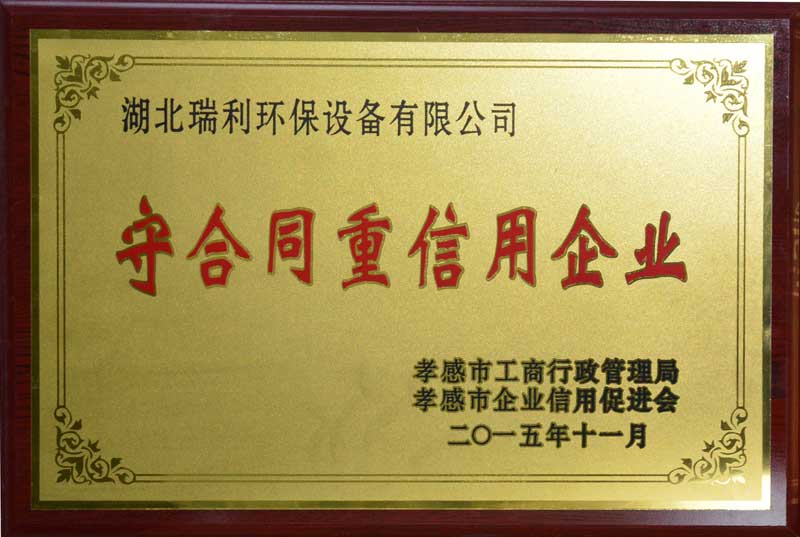 湖北瑞利环保设备有限公司
守合同重信用企业
孝感市工商行政管理局
孝感市企业信用促进会
二〇一五年十一月